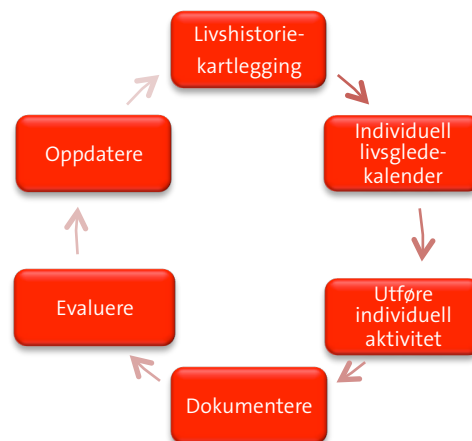 Livshistorie-
kartlegging
Individuell
livsglede-
kalender
Utføre
individuell
aktivitet
Dokumentere
Evaluere
Oppdatere